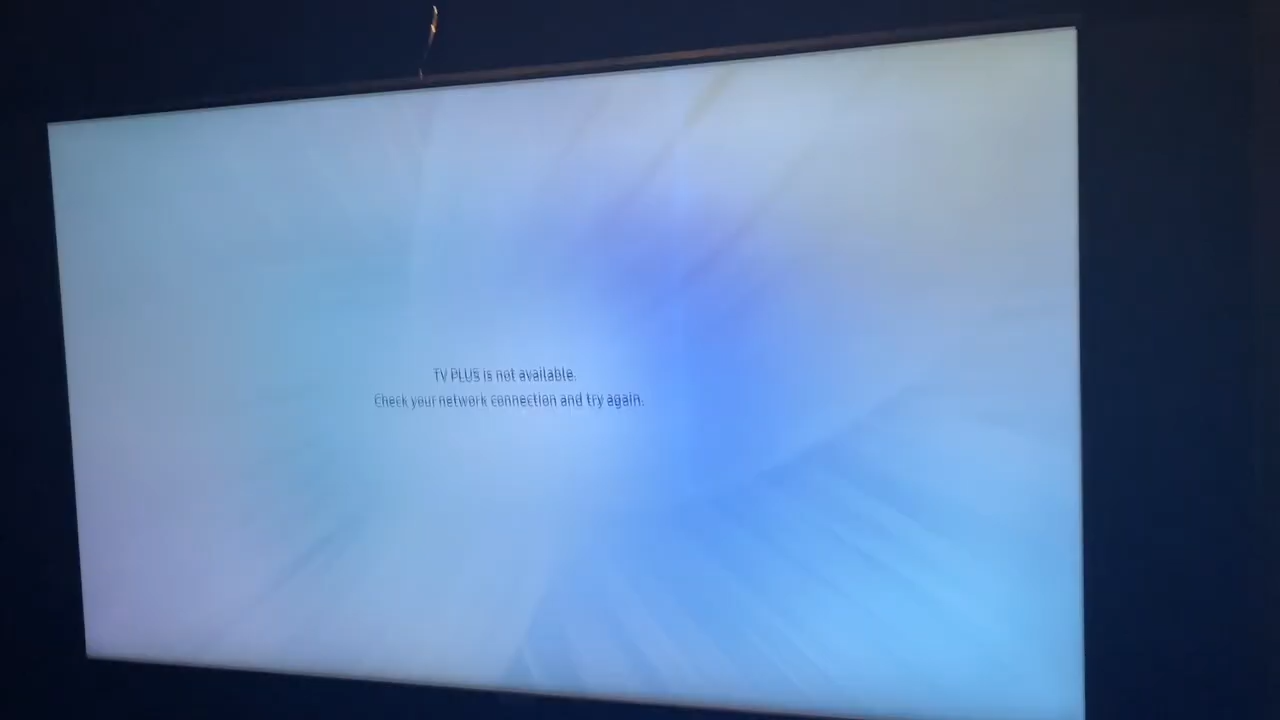 TV PLUS is not available.
Check your network connection and try again.